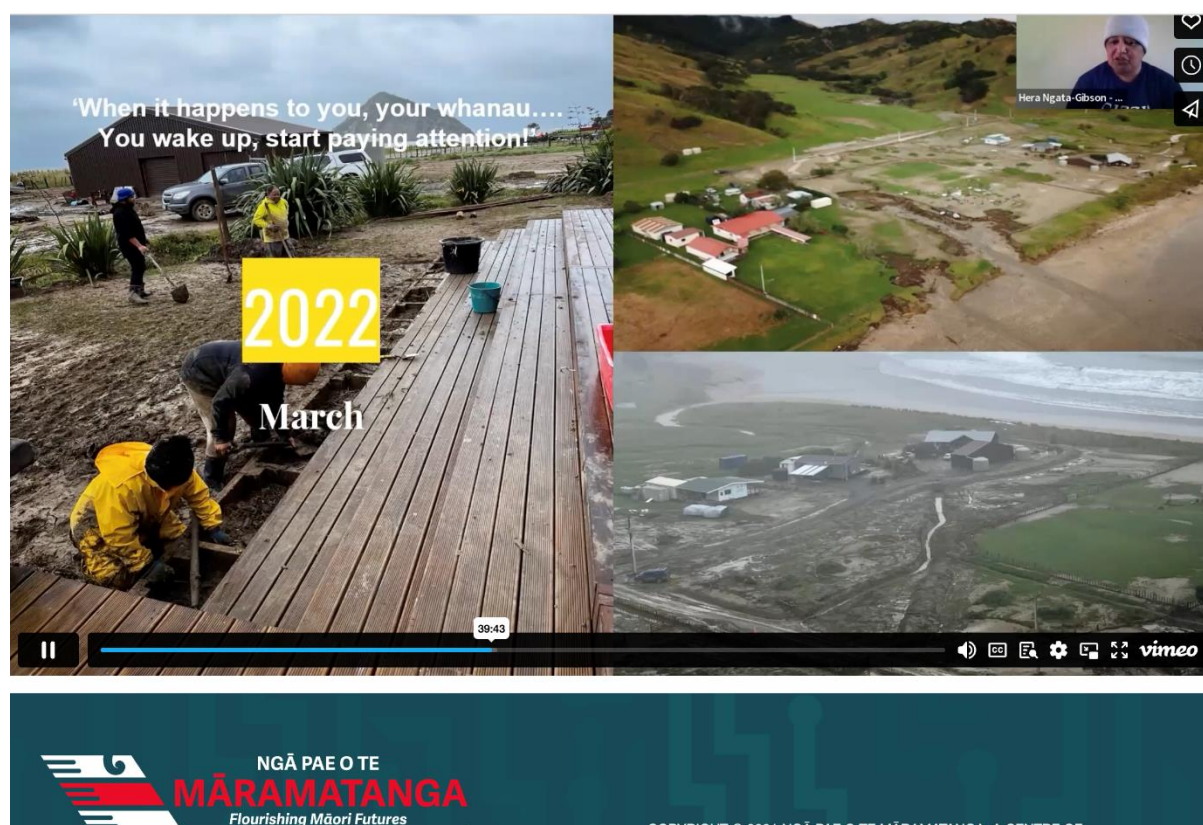 'When it happens to you, your whanau....
You wake up, start paying attention!'
2022
March
Hera Ngata-Gibson - ...
39:43
CC
vimeo
NGĀ PAE O TE
MĀRAMATANGA
Flourishing Māori Futures